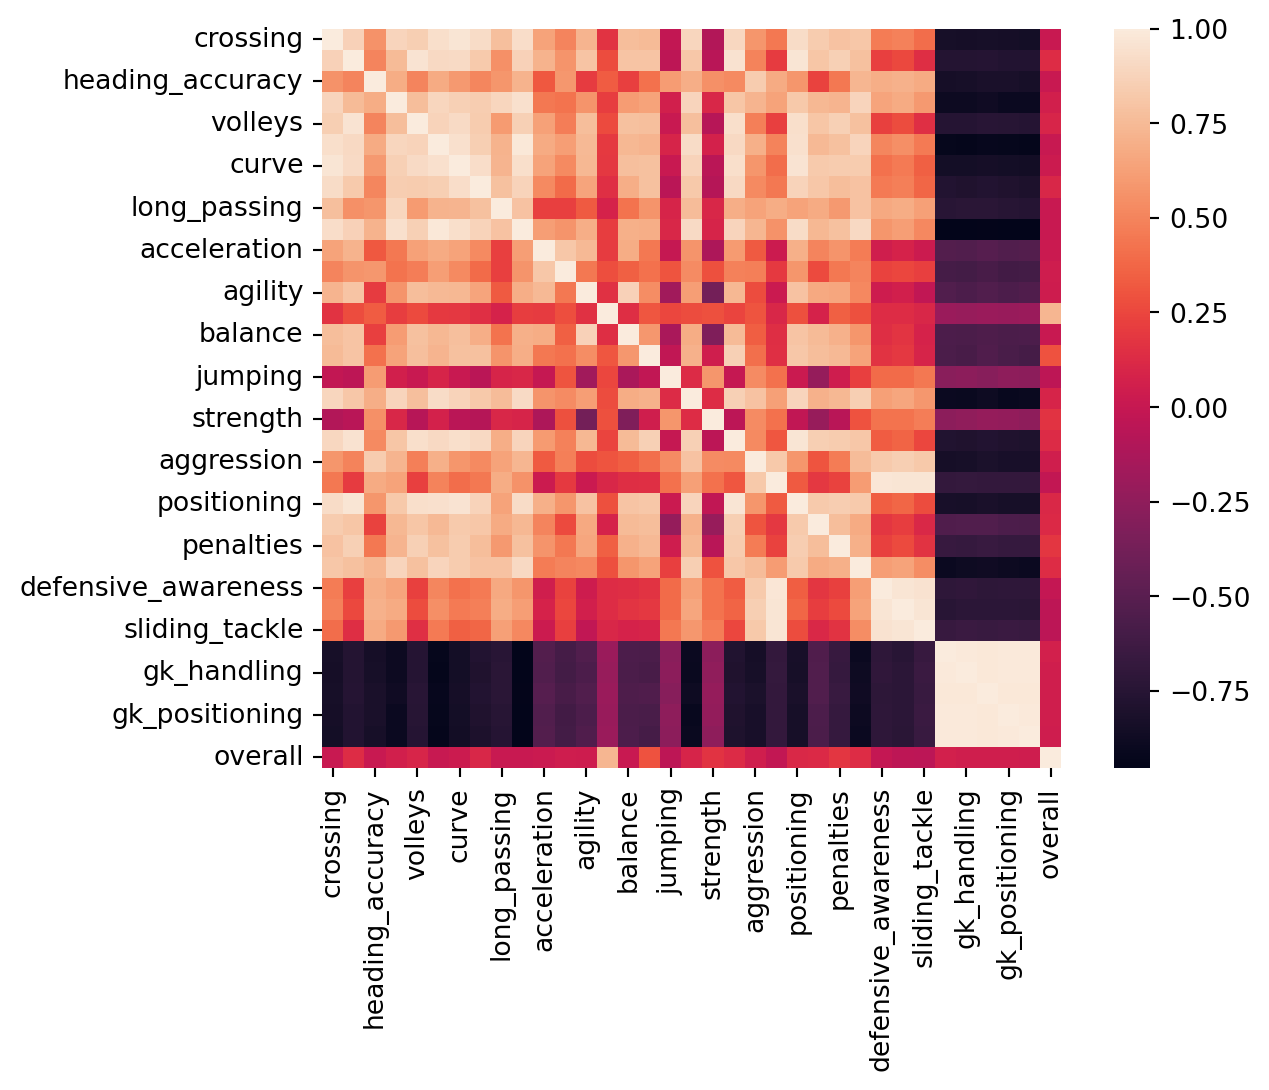 crossing
heading_accuracy
volleys
curve
long_passing
acceleration
agility
balance
jumping
strength
aggression
positioning
penalties
defensive_awareness
sliding_tackle
gk_handling
gk_positioning
overall
crossing
heading_accuracy
volleys
curve
long_passing
acceleration
agility
balance
jumping
strength
aggression
positioning
penalties
defensive_awareness
sliding_tackle
gk_handling
gk_positioning
overall
1.00
0.75
0.50
0.25
0.00
−0.25
−0.50
−0.75